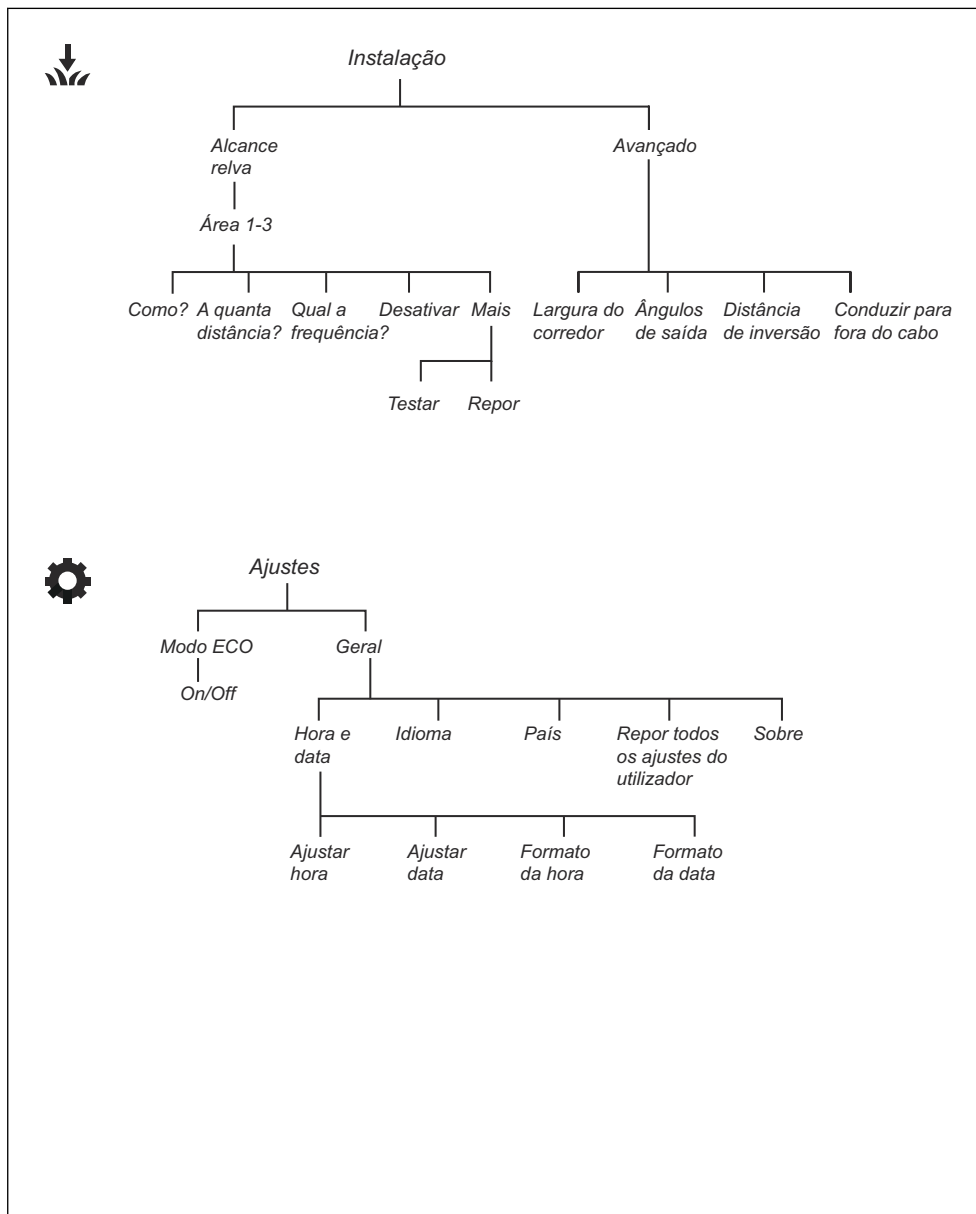 Instalação
Alcance
relva
Avançado
Área 1-3
Como?
A quanta
distância?
Qual a
frequência?
Desativar
Mais
Largura do
corredor
Ângulos
de saída
Distância
de inversão
Conduzir para
fora do cabo
Testar
Repor
Ajustes
Modo ECO
Geral
On/Off
Hora e
data
Idioma
País
Repor todos
os ajustes do
utilizador
Sobre
Ajustar
hora
Ajustar
data
Formato
da hora
Formato
da data